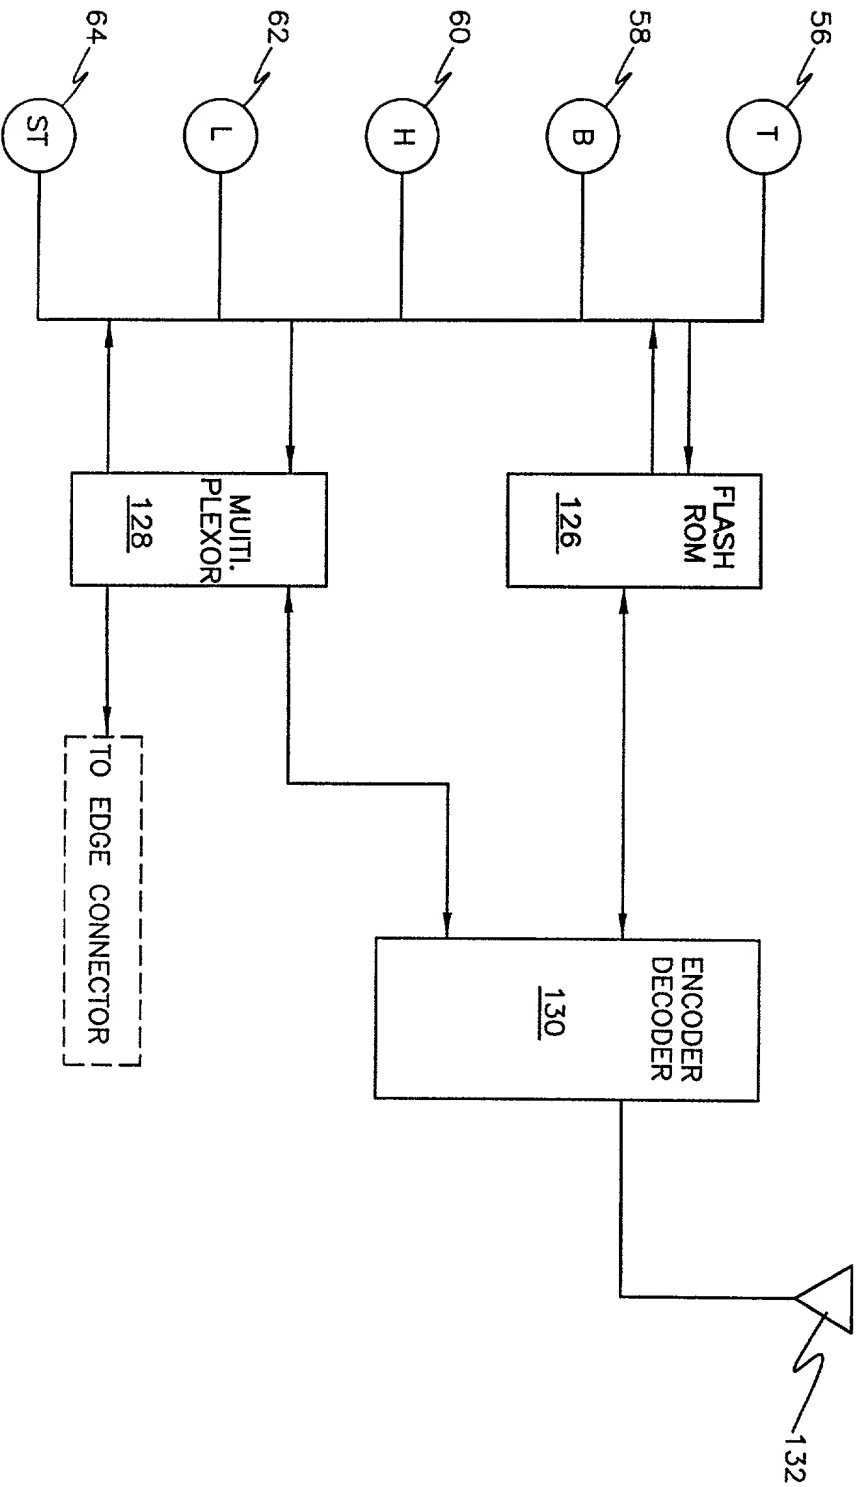 56
T
132
FLASH
ROM
126
ENCODER
DECODER
130
58
B
60
H
62
L
MUITI.
PLEXOR
128
64
ST
TO EDGE CONNECTOR